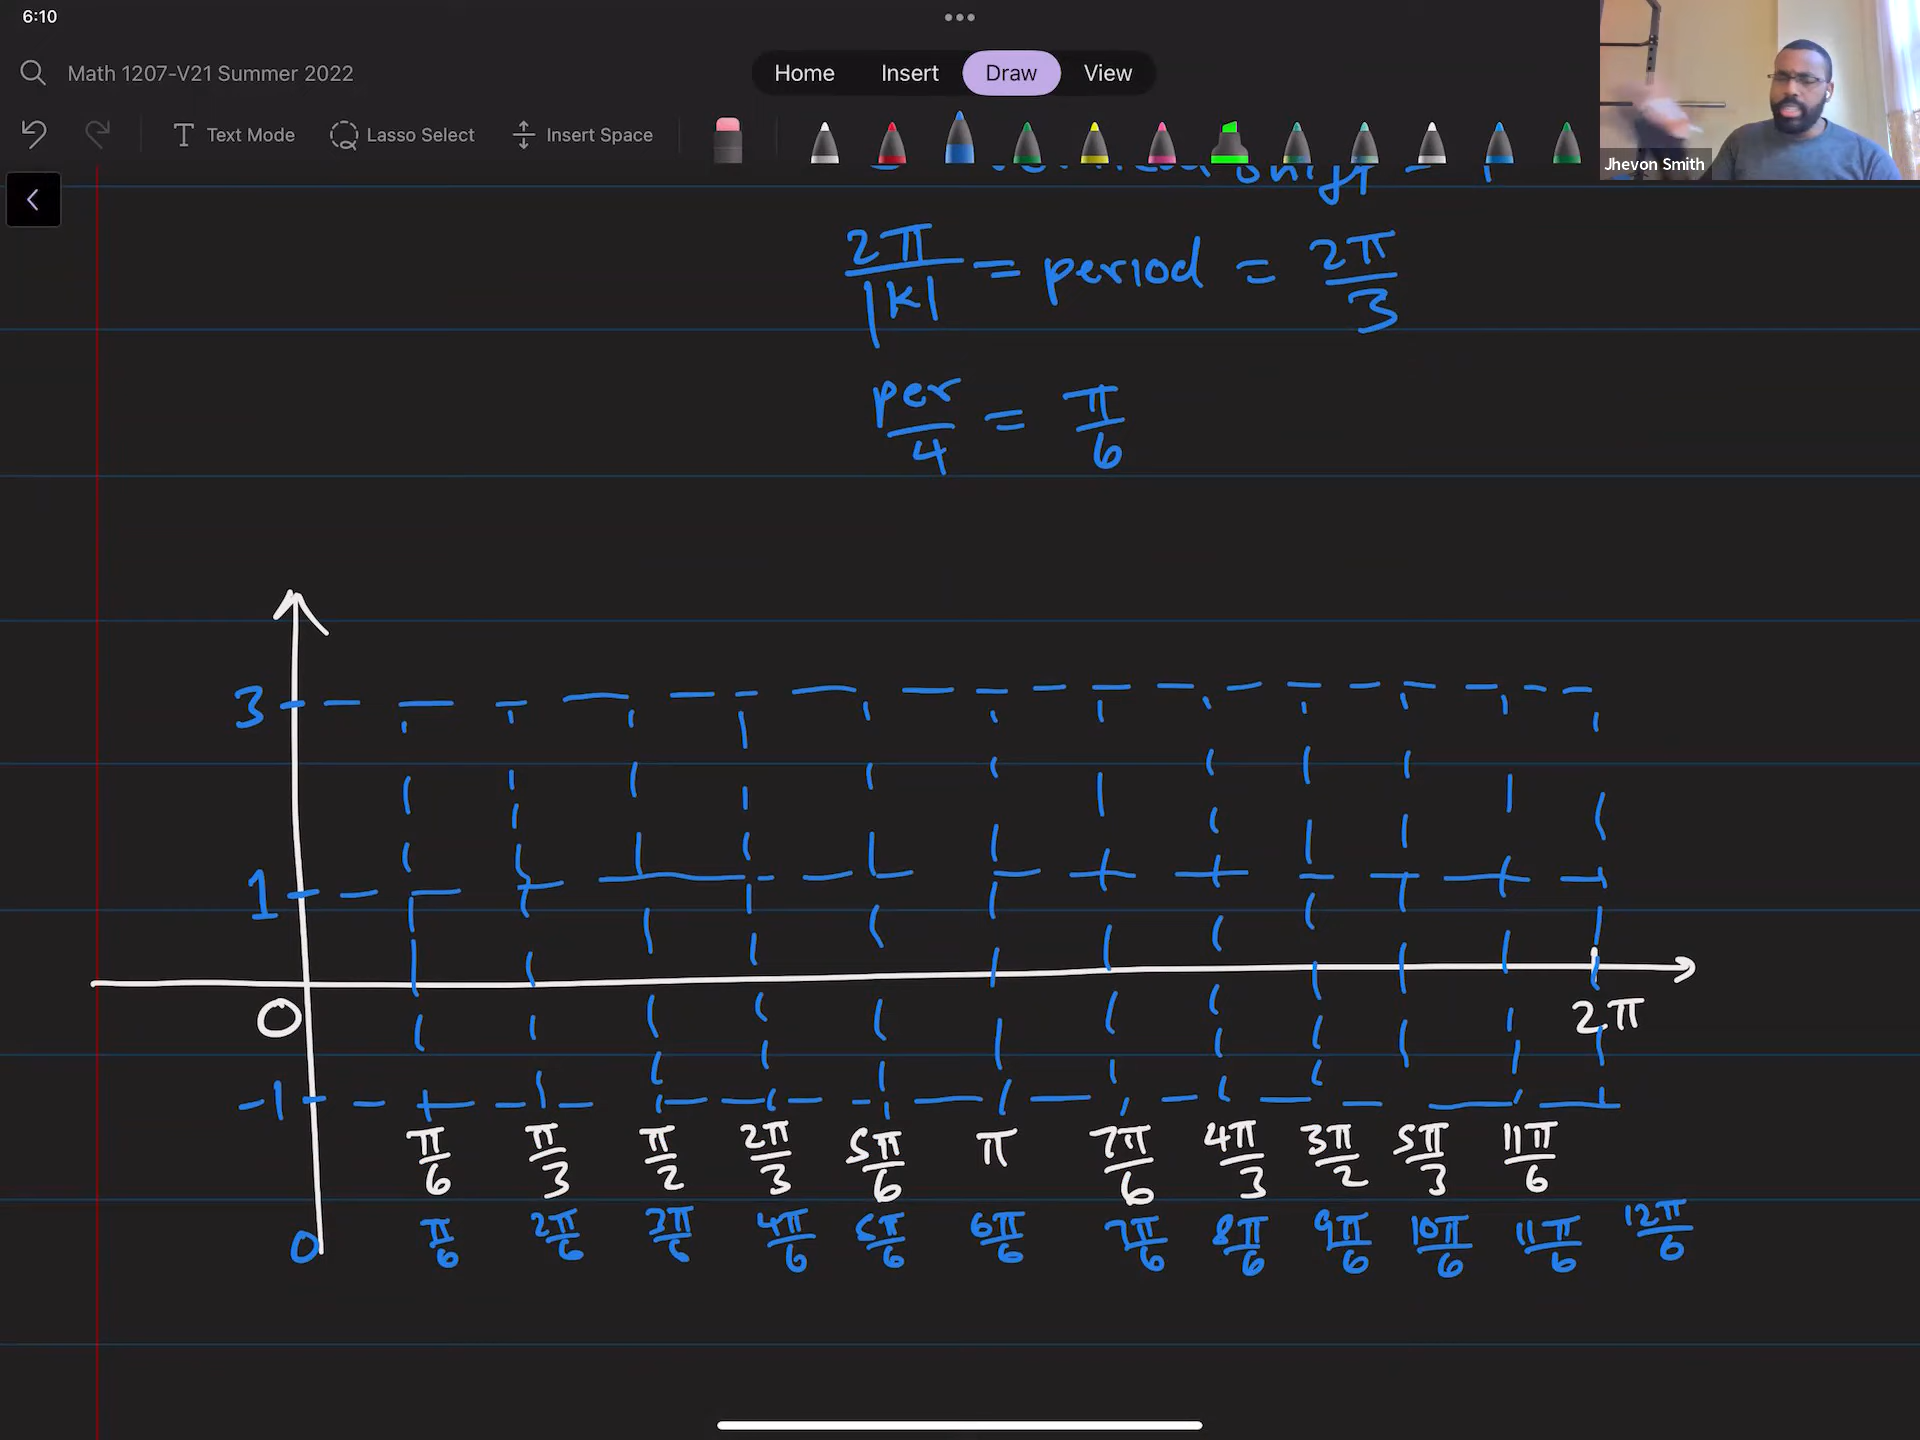 6:10
Math 1207-V21 Summer 2022
Home Insert Draw View
Text Mode Lasso Select Insert Space
Jhevon Smith
shift = 1
2π/|K| = period = 2π/3
per/4 = π/6
3
1
0
2π
-1
π/6 π/3 π/2 2π/3 5π/6 π 7π/6 4π/3 3π/2 5π/3 11π/6
0 π/6 2π/6 3π/6 4π/6 5π/6 6π/6 7π/6 8π/6 9π/6 10π/6 11π/6 12π/6